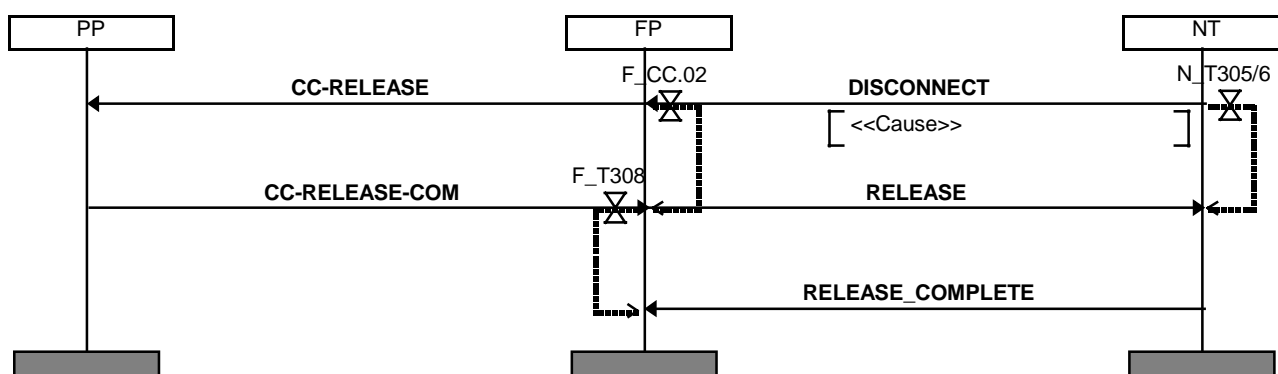 PP FP NT
F_CC.02 N_T305/6
CC-RELEASE DISCONNECT
<<Cause>>
F_T308
CC-RELEASE-COM RELEASE
RELEASE_COMPLETE